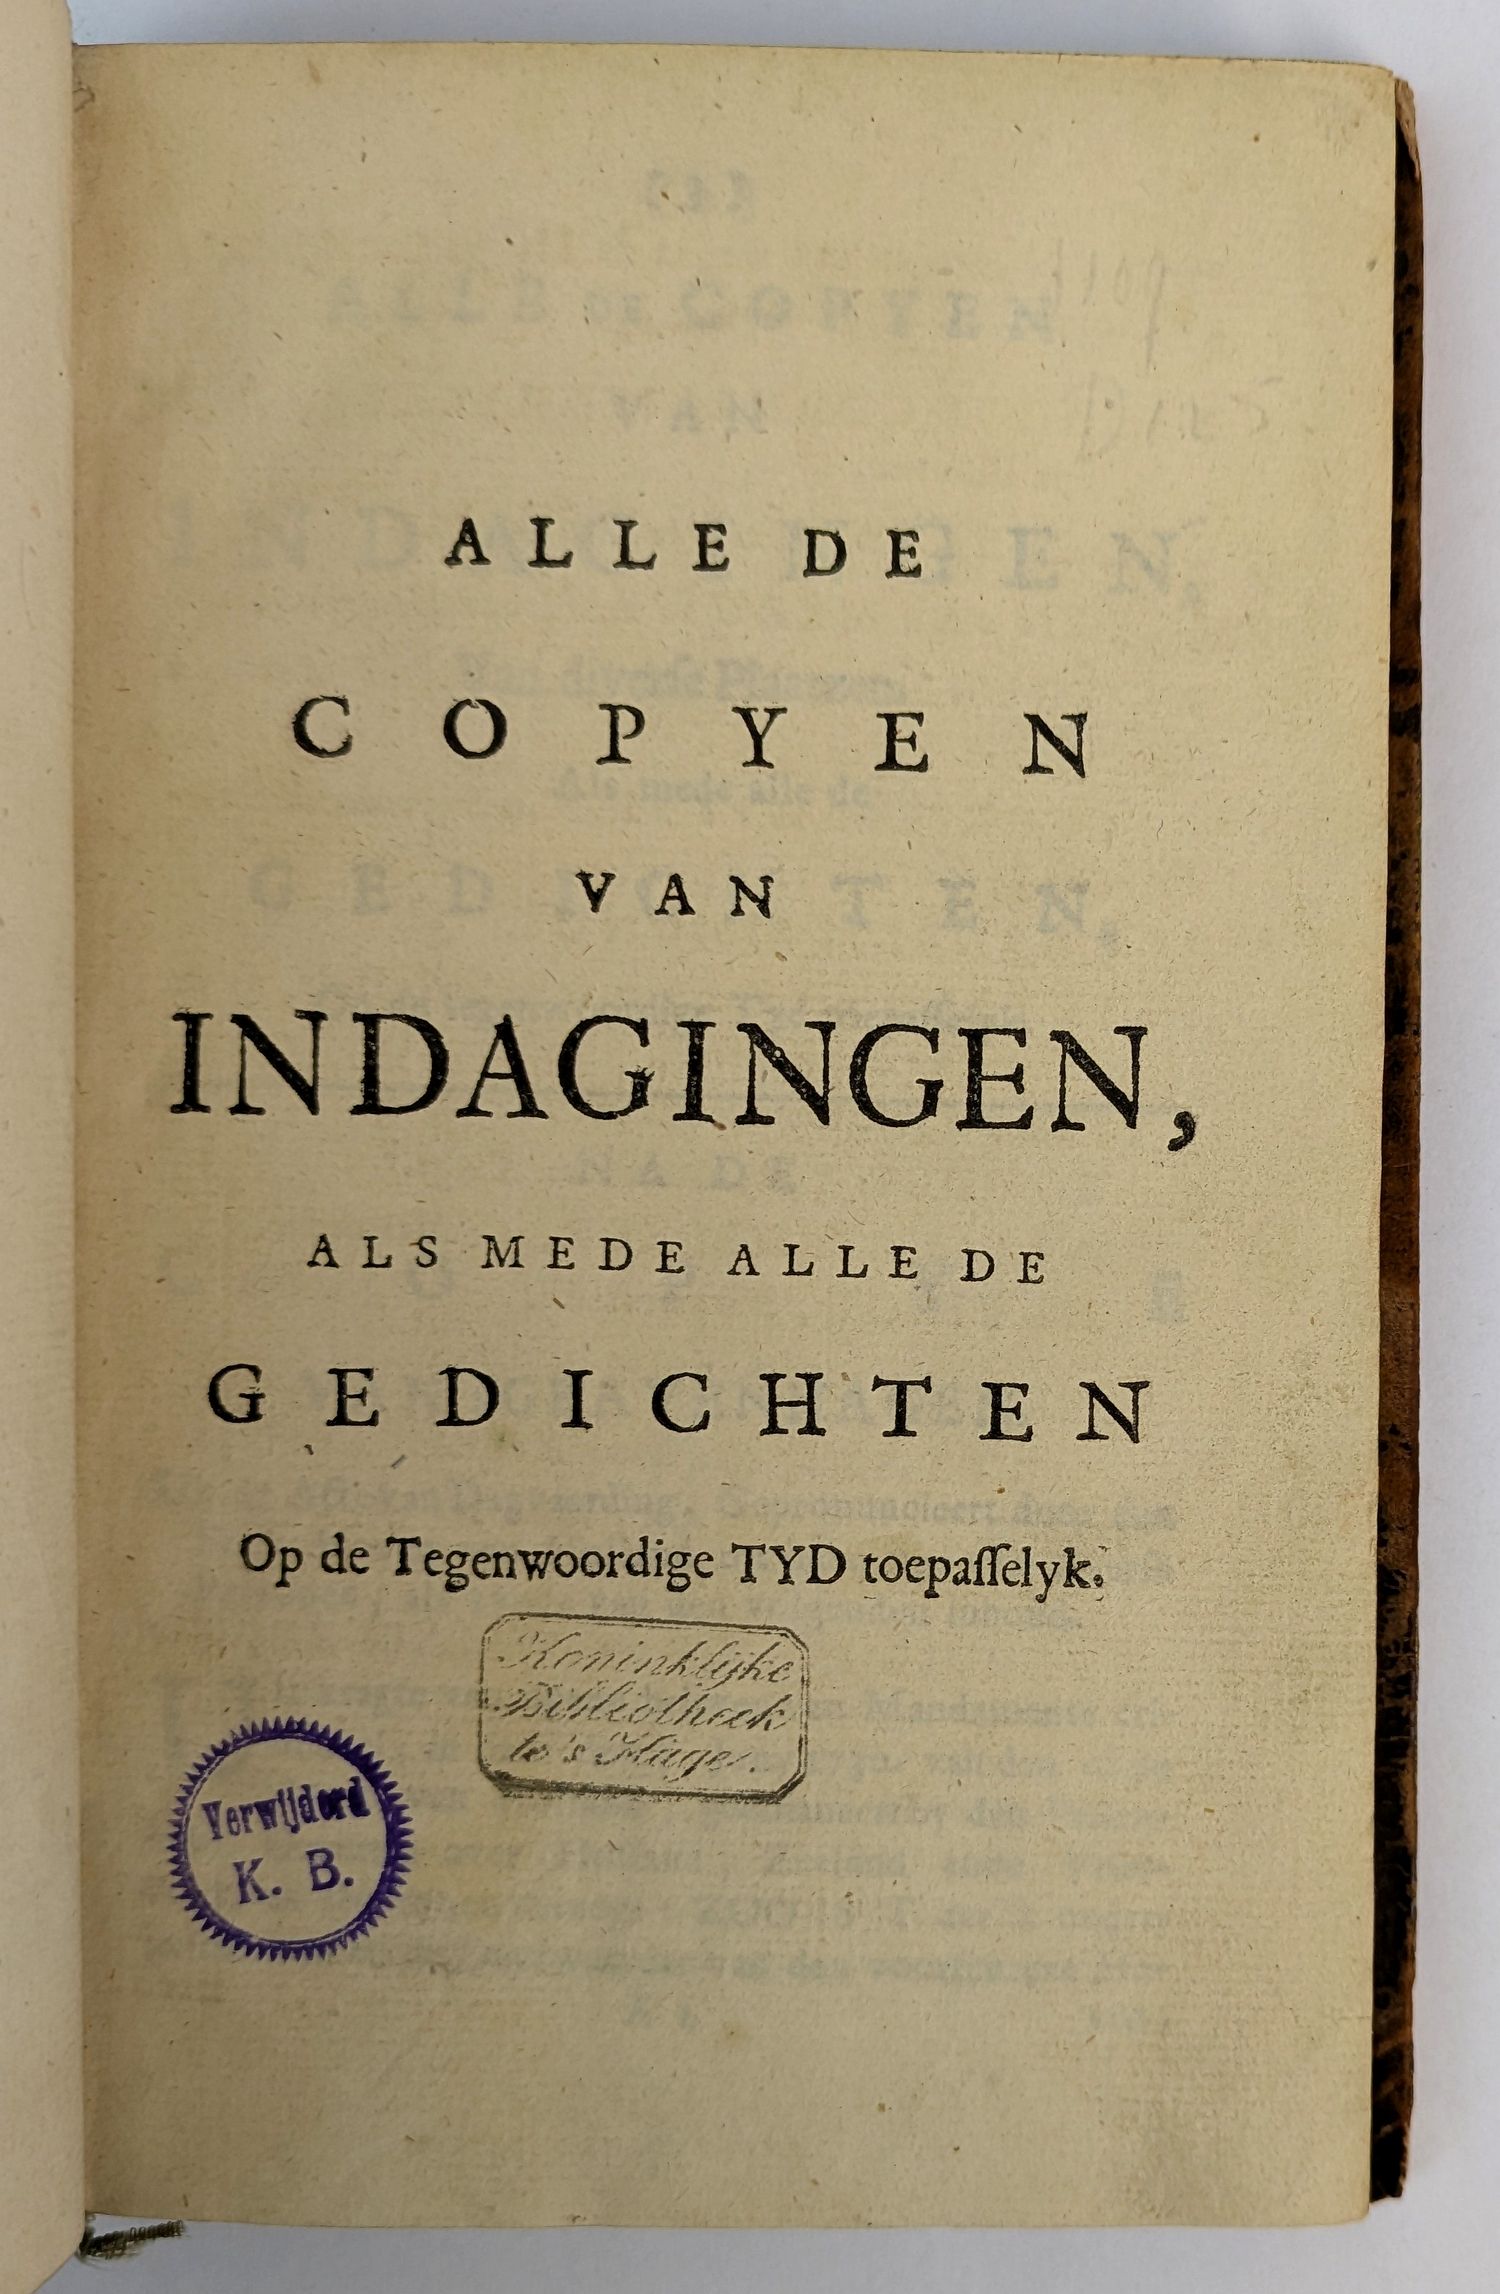 ALLE DE
COPYEN
VAN
INDAGINGEN,
ALS MEDE ALLE DE
GEDICHTEN
Op de Tegenwoordige TYD toepaſſelyk.
Koninklijke
Bibliotheek
te 's Hage.
Verwijderd
K. B.